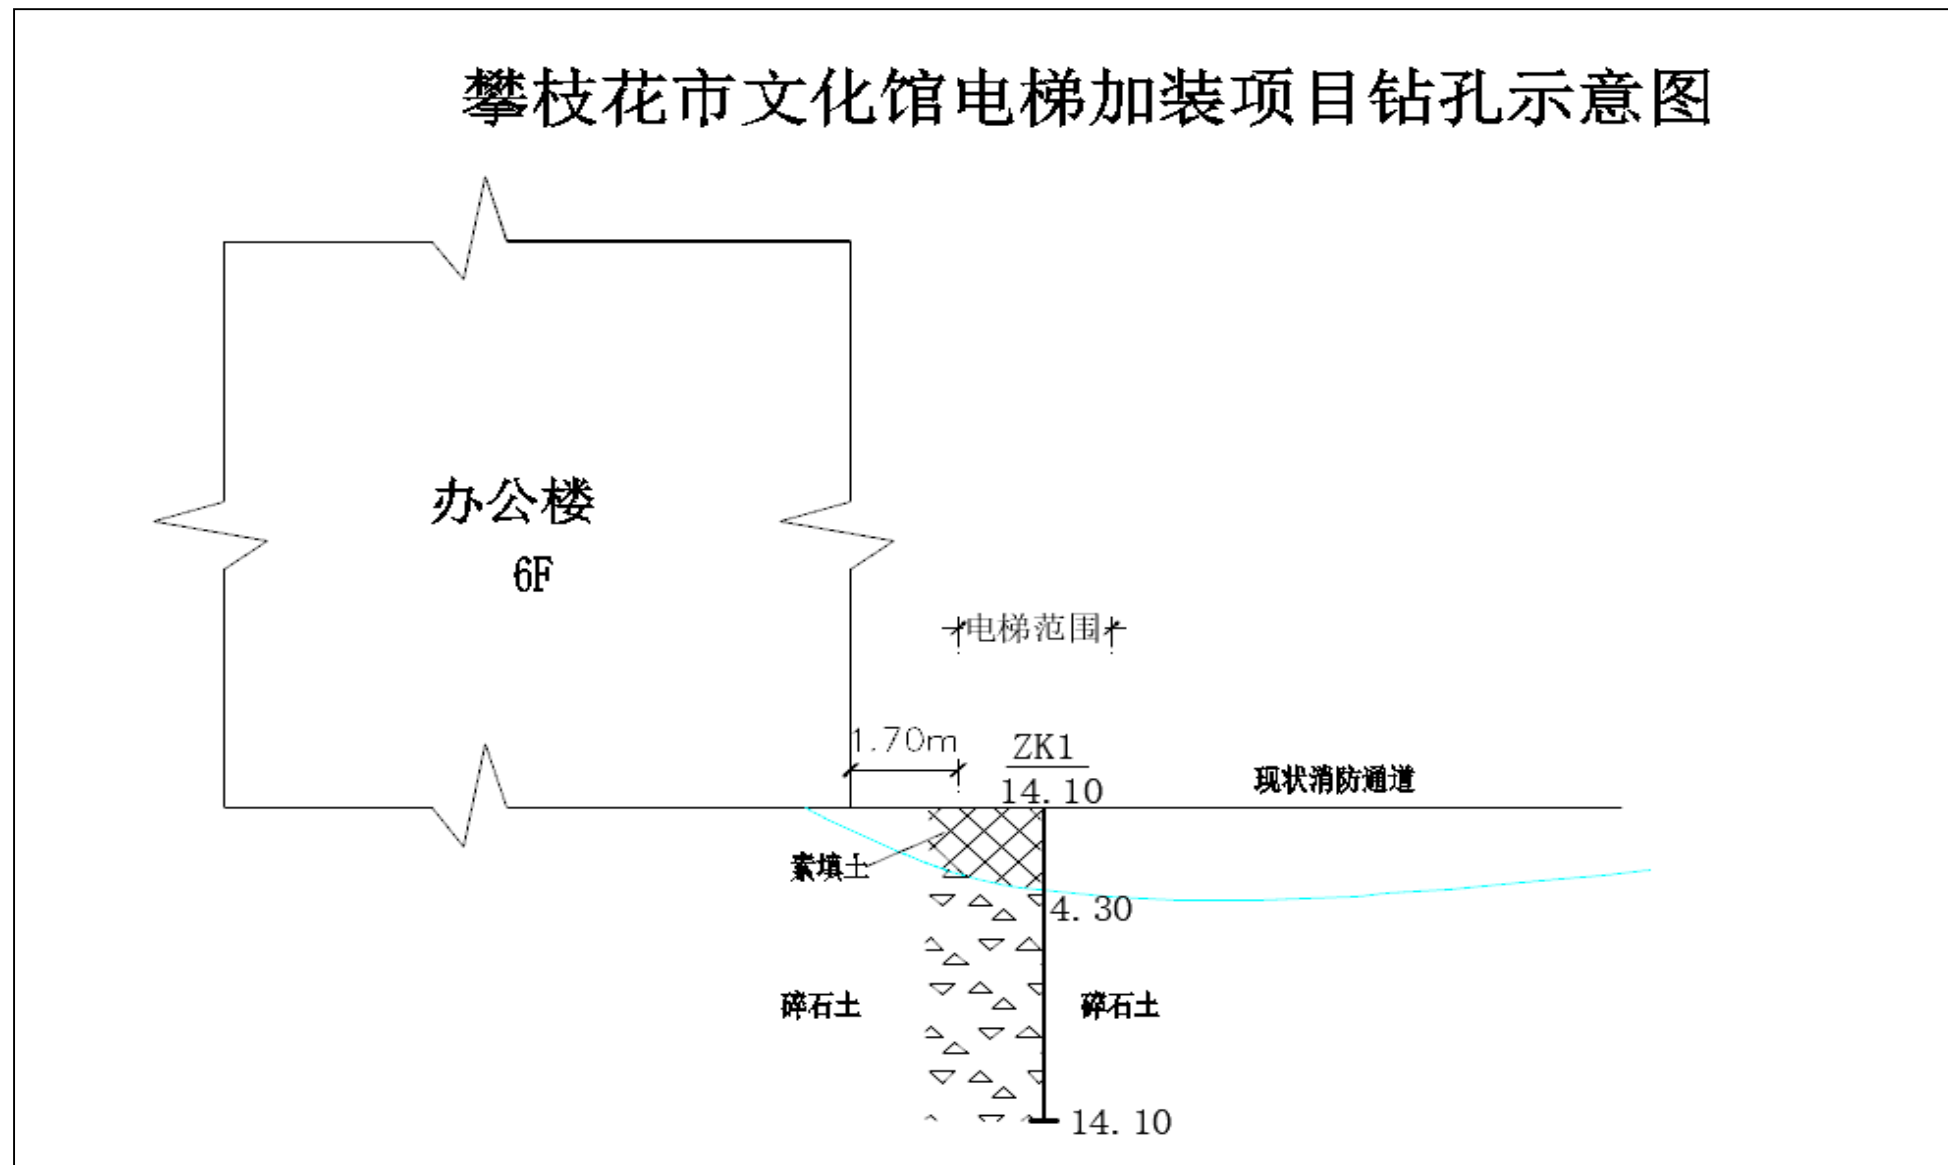 攀枝花市文化馆电梯加装项目钻孔示意图
办公楼
6F
电梯范围
1.70m
ZK1
14.10
现状消防通道
素填土
4.30
碎石土
碎石土
14.10